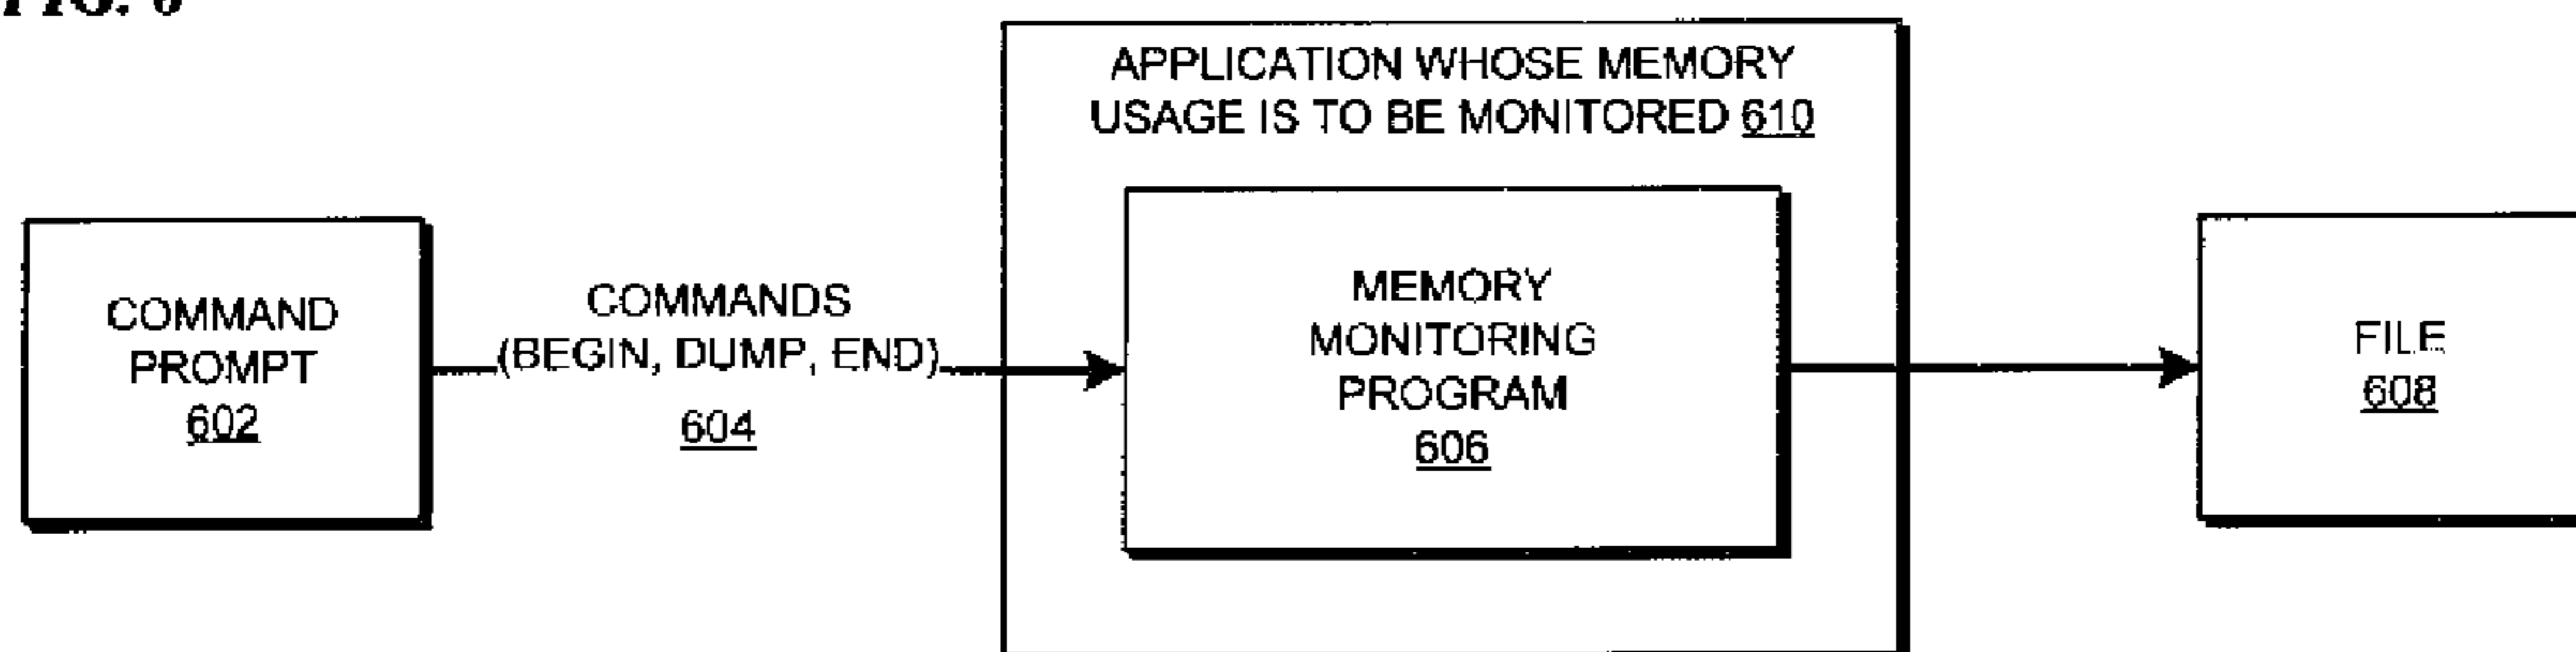 APPLICATION WHOSE MEMORY
USAGE IS TO BE MONITORED 610
COMMAND
PROMPT
602
COMMANDS
(BEGIN, DUMP, END)
604
MEMORY
MONITORING
PROGRAM
606
FILE
608